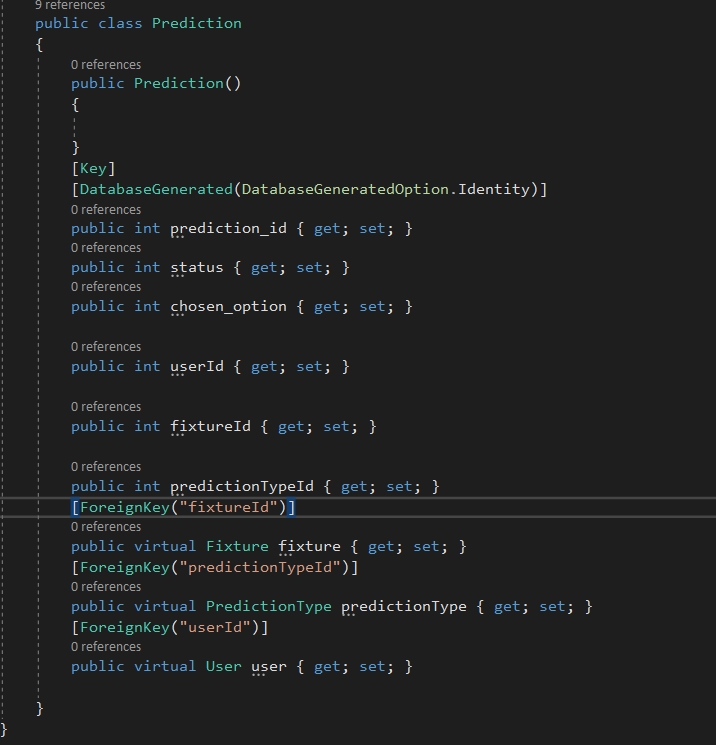 9 references
public class Prediction
{
0 references
public Prediction()
{
}
[Key]
[DatabaseGenerated(DatabaseGeneratedOption.Identity)]
0 references
public int prediction_id { get; set; }
0 references
public int status { get; set; }
0 references
public int chosen_option { get; set; }
0 references
public int userId { get; set; }
0 references
public int fixtureId { get; set; }
0 references
public int predictionTypeId { get; set; }
[ForeignKey("fixtureId")]
0 references
public virtual Fixture fixture { get; set; }
[ForeignKey("predictionTypeId")]
0 references
public virtual PredictionType predictionType { get; set; }
[ForeignKey("userId")]
0 references
public virtual User user { get; set; }
}
}